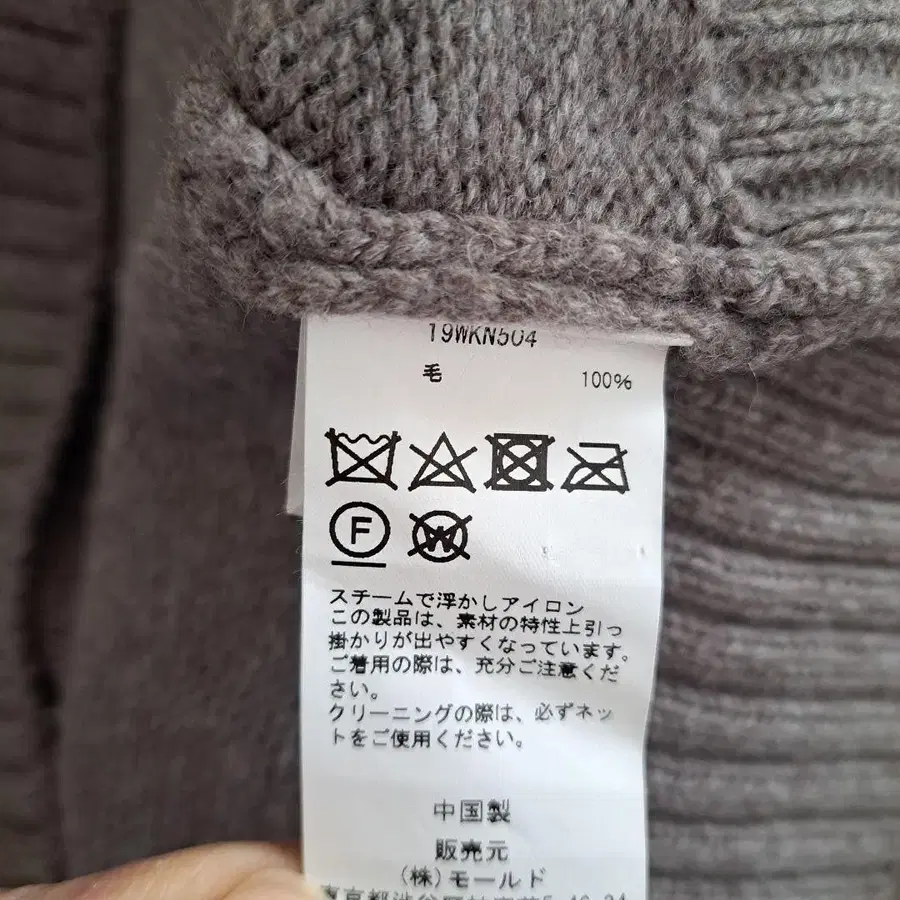 19WKN504
毛 100%
F W
スチームで浮かしアイロン
この製品は、素材の特性上引っ
掛かりが出やすくなっています。
ご着用の際は、充分ご注意くだ
さい。
クリーニングの際は、必ずネッ
トをご使用ください。
中国製
販売元
(株)モールド